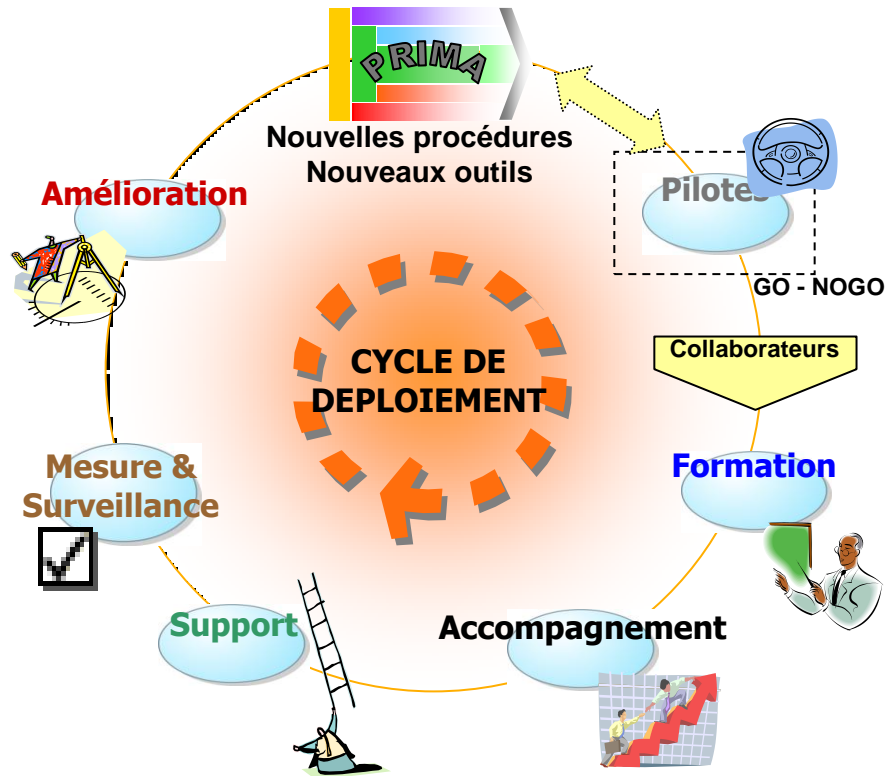 PRIMA
Nouvelles procédures
Nouveaux outils
Pilotes
GO - NOGO
Collaborateurs
Formation
Accompagnement
Support
Mesure &
Surveillance
Amélioration
CYCLE DE
DEPLOIEMENT